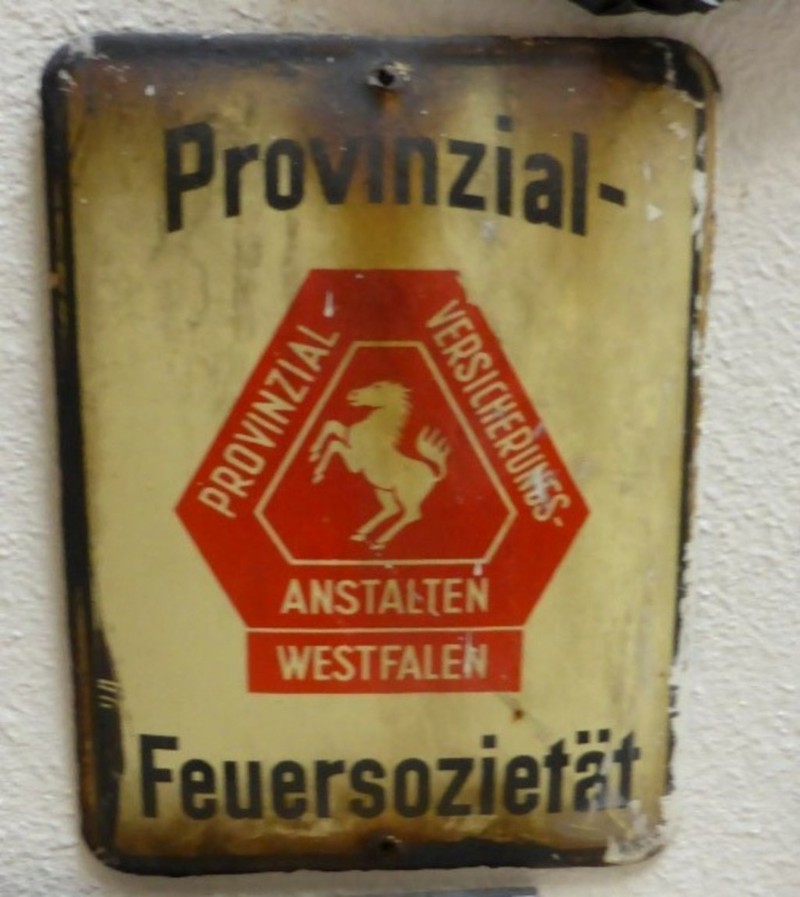 Provinzial-
PROVINZIAL
VERSICHERUNGS-
ANSTALTEN
WESTFALEN
Feuersozietät